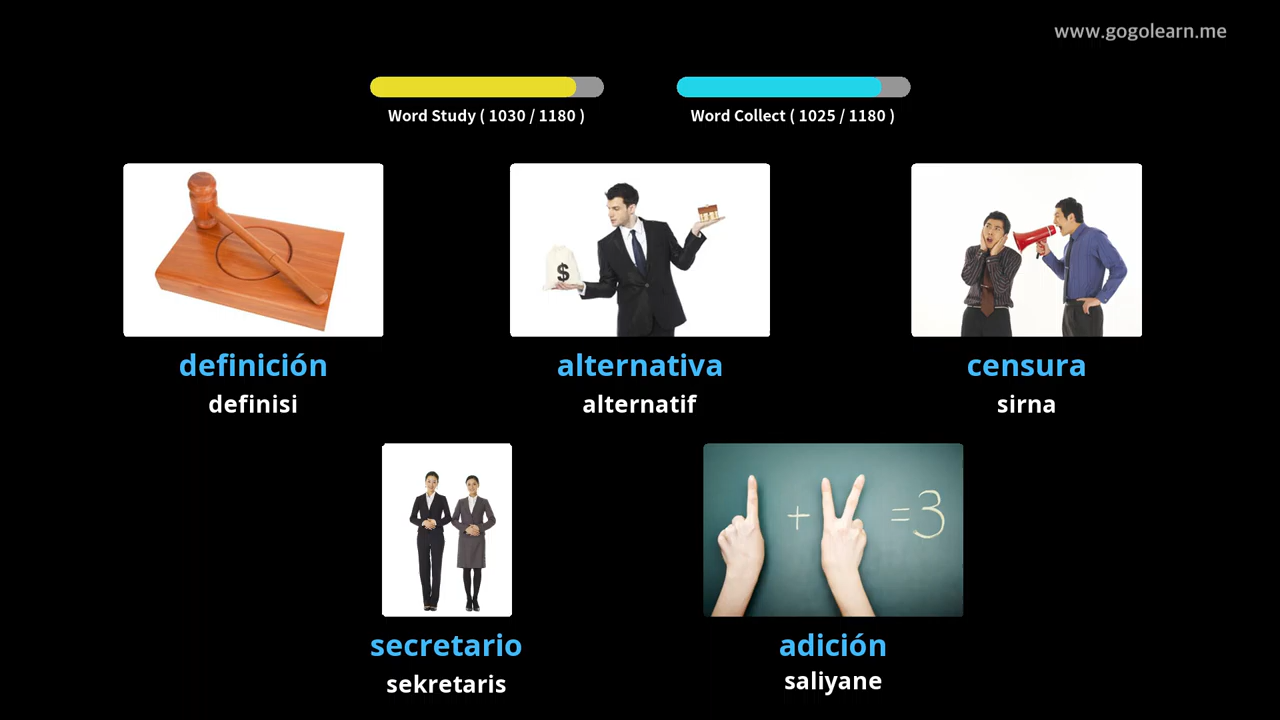 www.gogolearn.me
Word Study ( 1030 / 1180 )
Word Collect ( 1025 / 1180 )
$
definición
alternativa
censura
definisi
alternatif
sirna
+ = 3
secretario
adición
sekretaris
saliyane